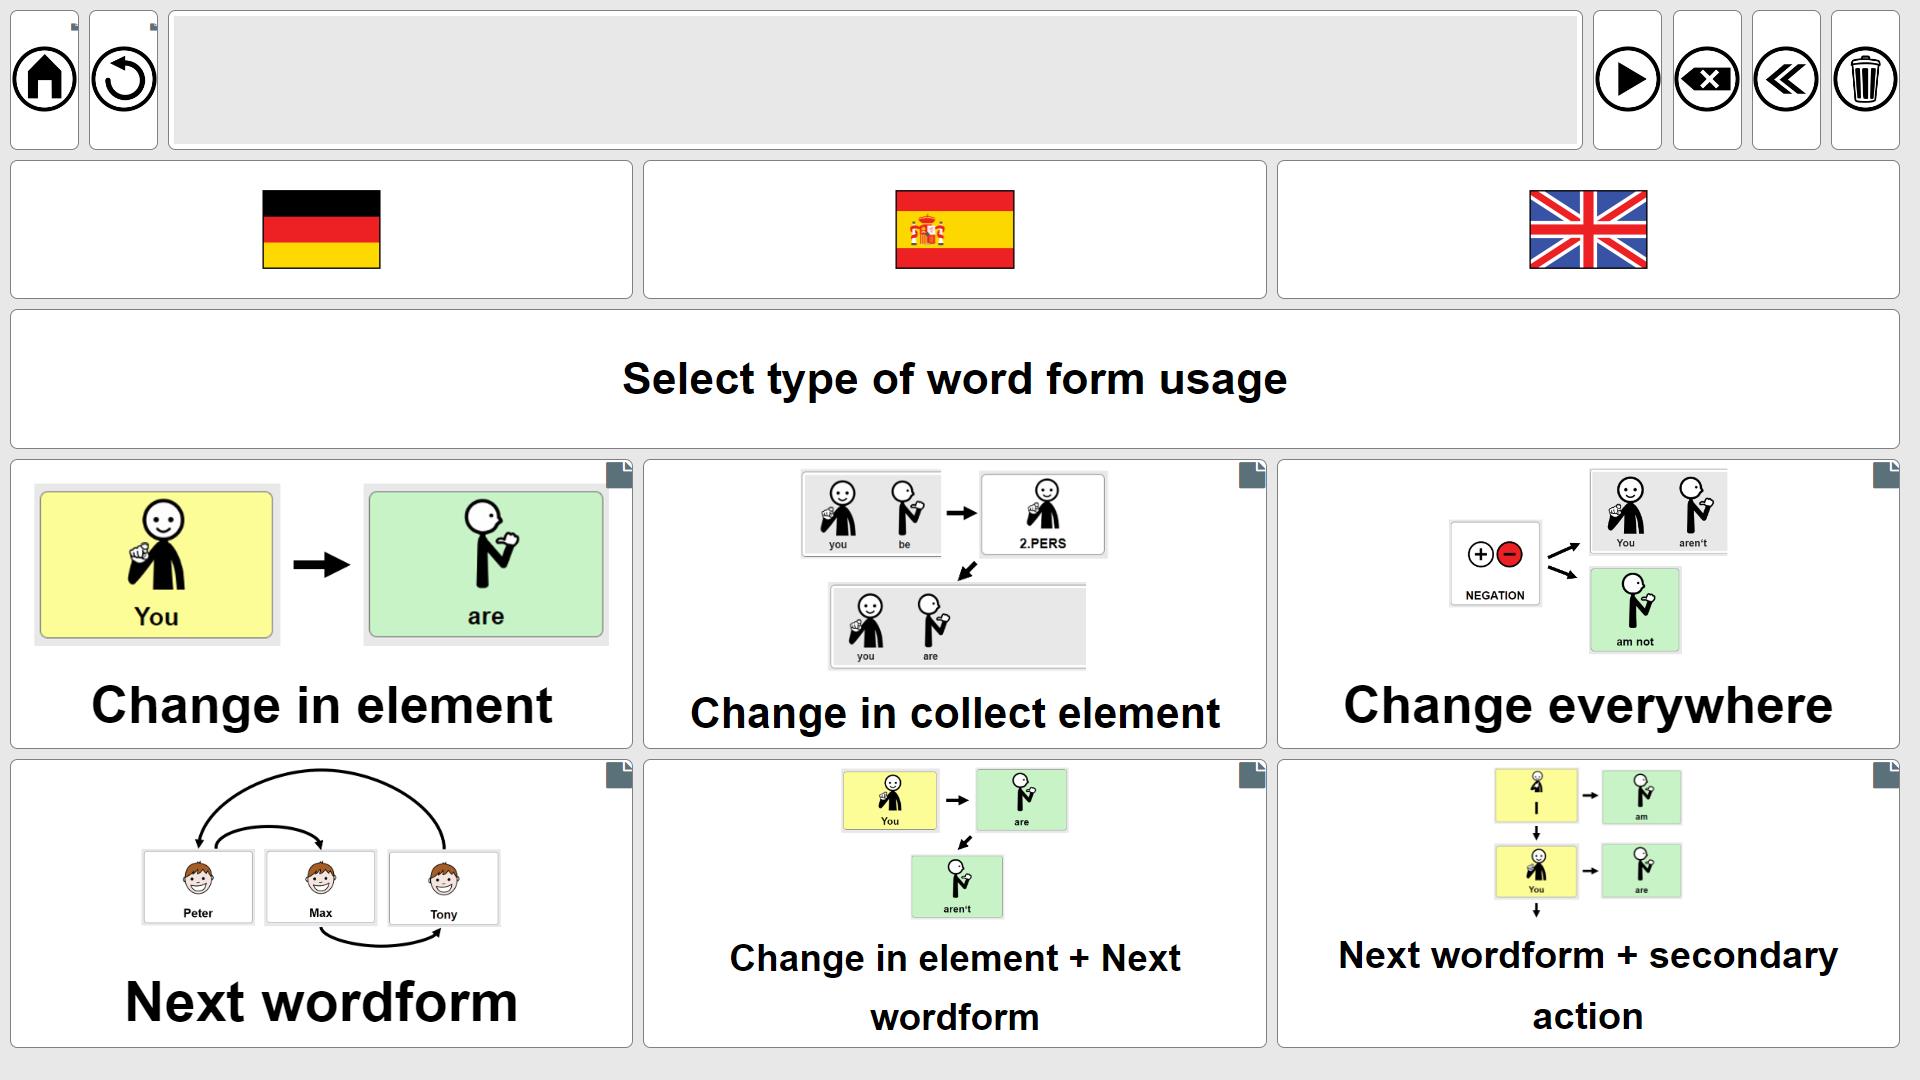 Select type of word form usage
You
are
Change in element
you be
2.PERS
you are
Change in collect element
NEGATION
You aren't
am not
Change everywhere
Peter
Max
Tony
Next wordform
You
are
aren't
Change in element + Next
wordform
I
am
You
are
Next wordform + secondary
action